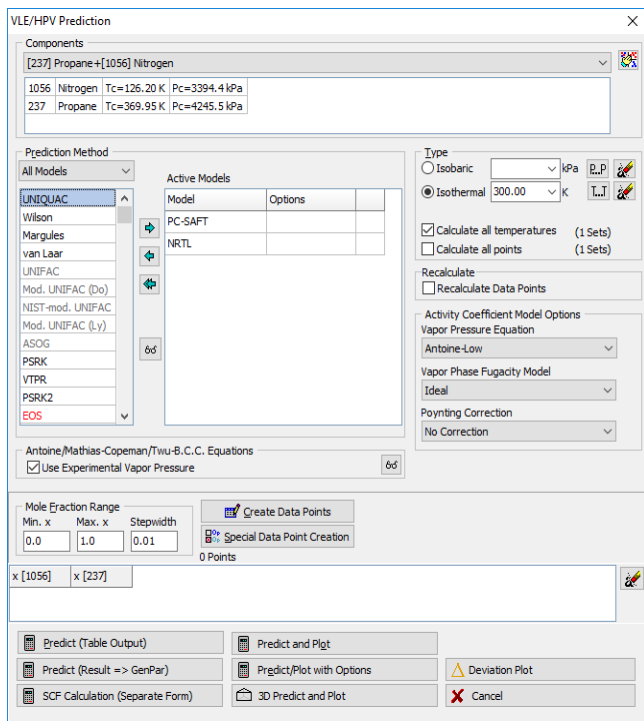 VLE/HPV Prediction
Components
[237] Propane+[1056] Nitrogen
1056 Nitrogen Tc=126.20 K Pc=3394.4 kPa
237 Propane Tc=369.95 K Pc=4245.5 kPa
Prediction Method
All Models
UNIQUAC
Wilson
Margules
van Laar
UNIFAC
Mod. UNIFAC (Do)
NIST-mod. UNIFAC
Mod. UNIFAC (Ly)
ASOG
PSRK
VTPR
PSRK2
EOS
Active Models
Model Options
PC-SAFT
NRTL
Type
Isobaric kPa P..P
Isothermal 300.00 K T...T
Calculate all temperatures (1 Sets)
Calculate all points (1 Sets)
Recalculate
Recalculate Data Points
Activity Coefficient Model Options
Vapor Pressure Equation
Antoine-Low
Vapor Phase Fugacity Model
Ideal
Poynting Correction
No Correction
Antoine/Mathias-Copeman/Twu-B.C.C. Equations
Use Experimental Vapor Pressure
Mole Fraction Range
Min. x Max. x Stepwidth
0.0 1.0 0.01
Create Data Points
Special Data Point Creation
0 Points
x [1056] x [237]
Predict (Table Output)
Predict and Plot
Predict (Result => GenPar)
Predict/Plot with Options
Deviation Plot
SCF Calculation (Separate Form)
3D Predict and Plot
Cancel